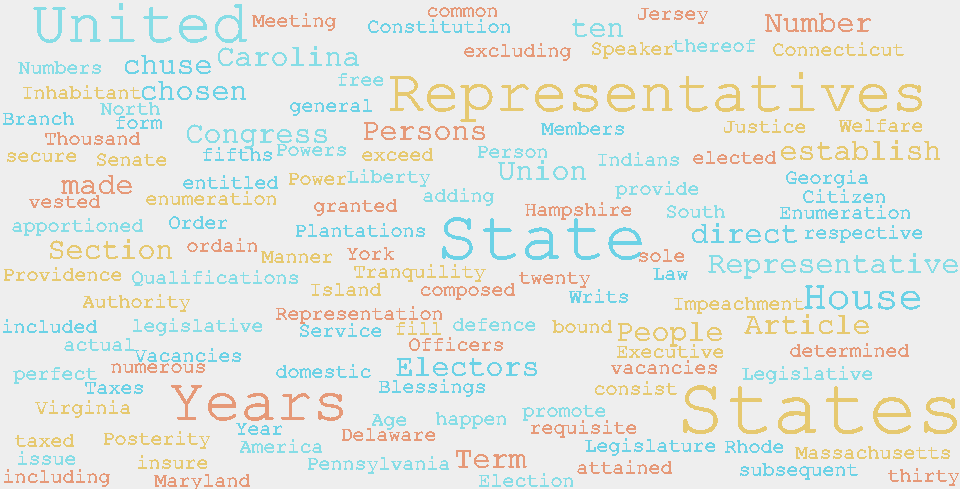 United Meeting common Constitution ten Jersey Number
Numbers chuse Carolina excluding Speaker thereof Connecticut
Inhabitant chosen free Representatives
Branch North form general
Thousand Congress Persons Members Justice Welfare
secure Senate fifths Powers exceed Person Union Indians elected establish
made entitled Power Liberty provide Georgia
vested enumeration adding Citizen
apportioned Order granted Hampshire South Enumeration
Plantations State direct respective
Section ordain Manner York sole Representative
Providence Qualifications Tranquility twenty Law
Authority Island composed Writs Impeachment House
included legislative Representation Service fill defence bound People Article
actual Vacancies Officers Executive determined
perfect numerous domestic Electors vacancies Legislative
Taxes Years Blessings consist States
Virginia Age happen promote
taxed Posterity Year Delaware requisite
issue insure America Legislature Rhode Massachusetts
including Maryland Pennsylvania Term Election attained subsequent thirty